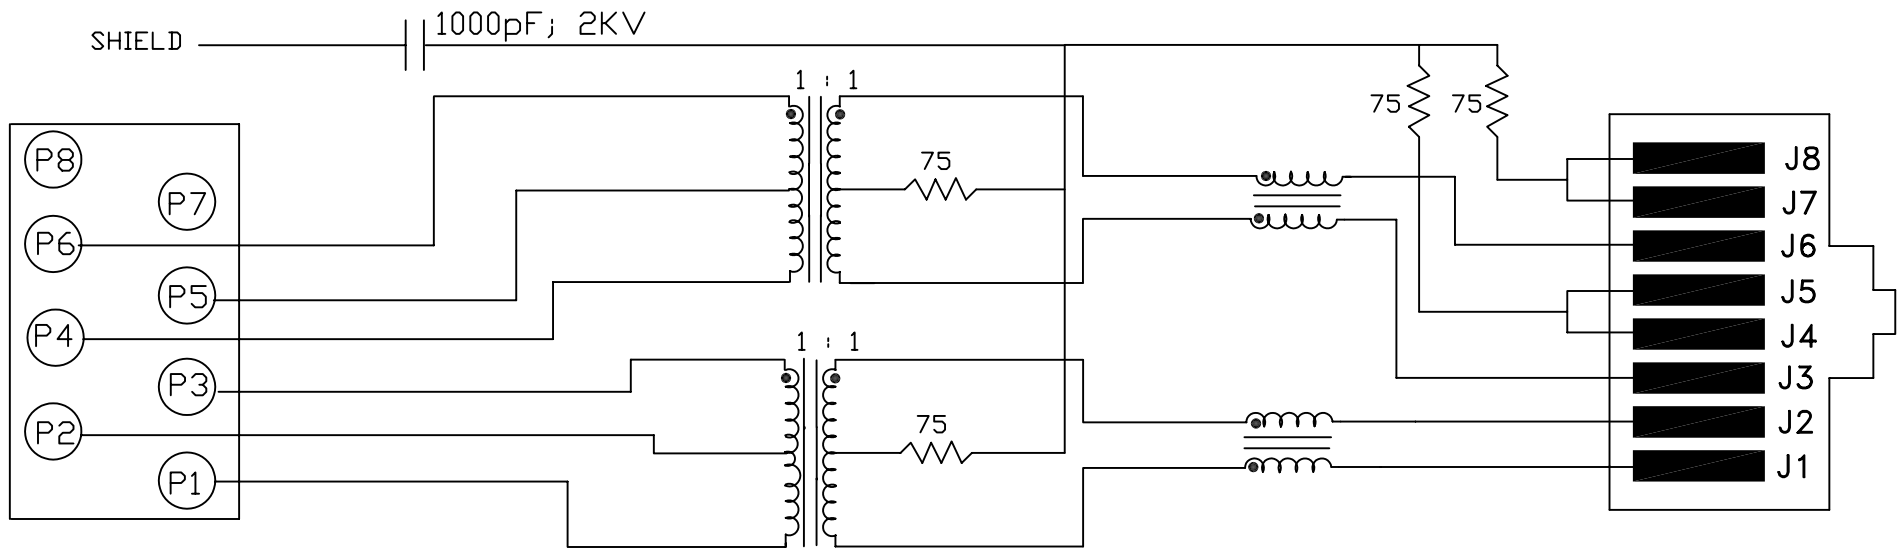 SHIELD
1000pF; 2KV
1 : 1
75
75
75
P8
P7
P6
P5
P4
P3
P2
P1
1 : 1
75
J8
J7
J6
J5
J4
J3
J2
J1